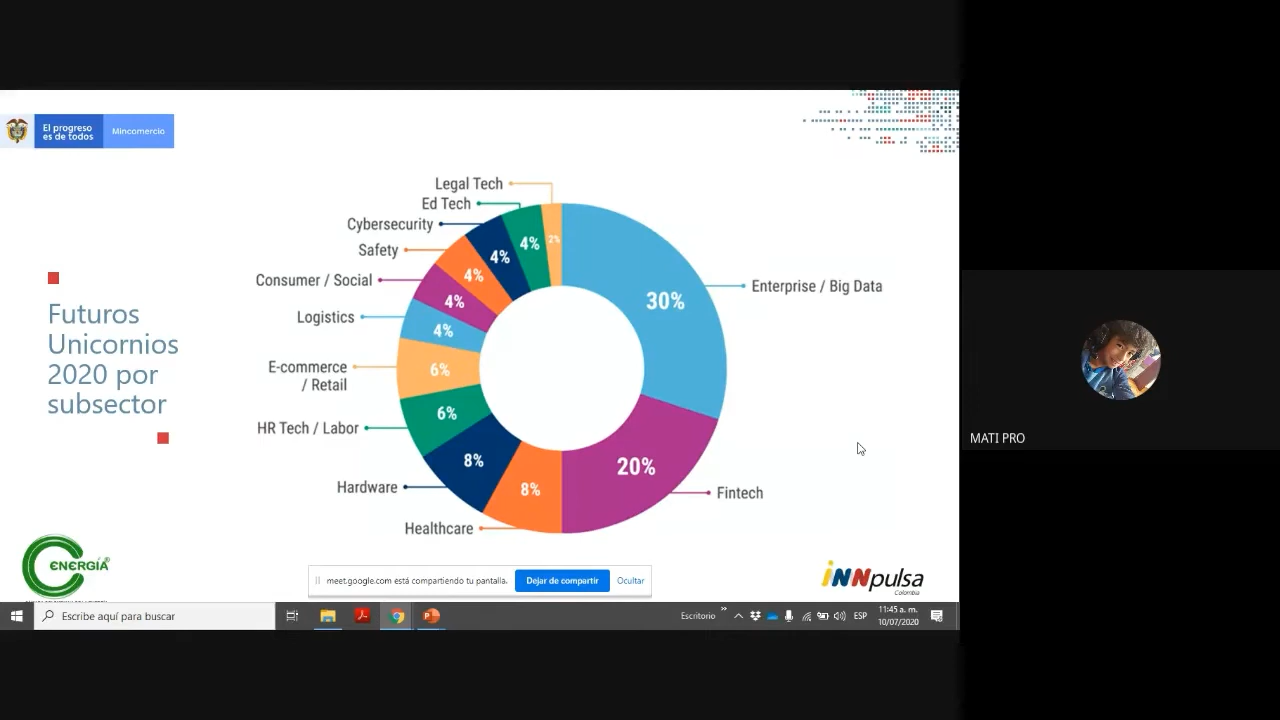 El progreso
es de todos
Mincomercio
Futuros
Unicornios
2020 por
subsector
Legal Tech
Ed Tech
Cybersecurity
Safety
Consumer / Social
Logistics
E-commerce
/ Retail
HR Tech / Labor
Hardware
Healthcare
Enterprise / Big Data
Fintech
30%
20%
8%
8%
6%
6%
4%
4%
4%
4%
4%
2%
MATI PRO
CENERGÍA®
iNNpulsa
Colombia
meet.google.com está compartiendo tu pantalla.
Dejar de compartir
Ocultar
Escribe aquí para buscar
Escritorio
ESP
11:45 a. m.
10/07/2020